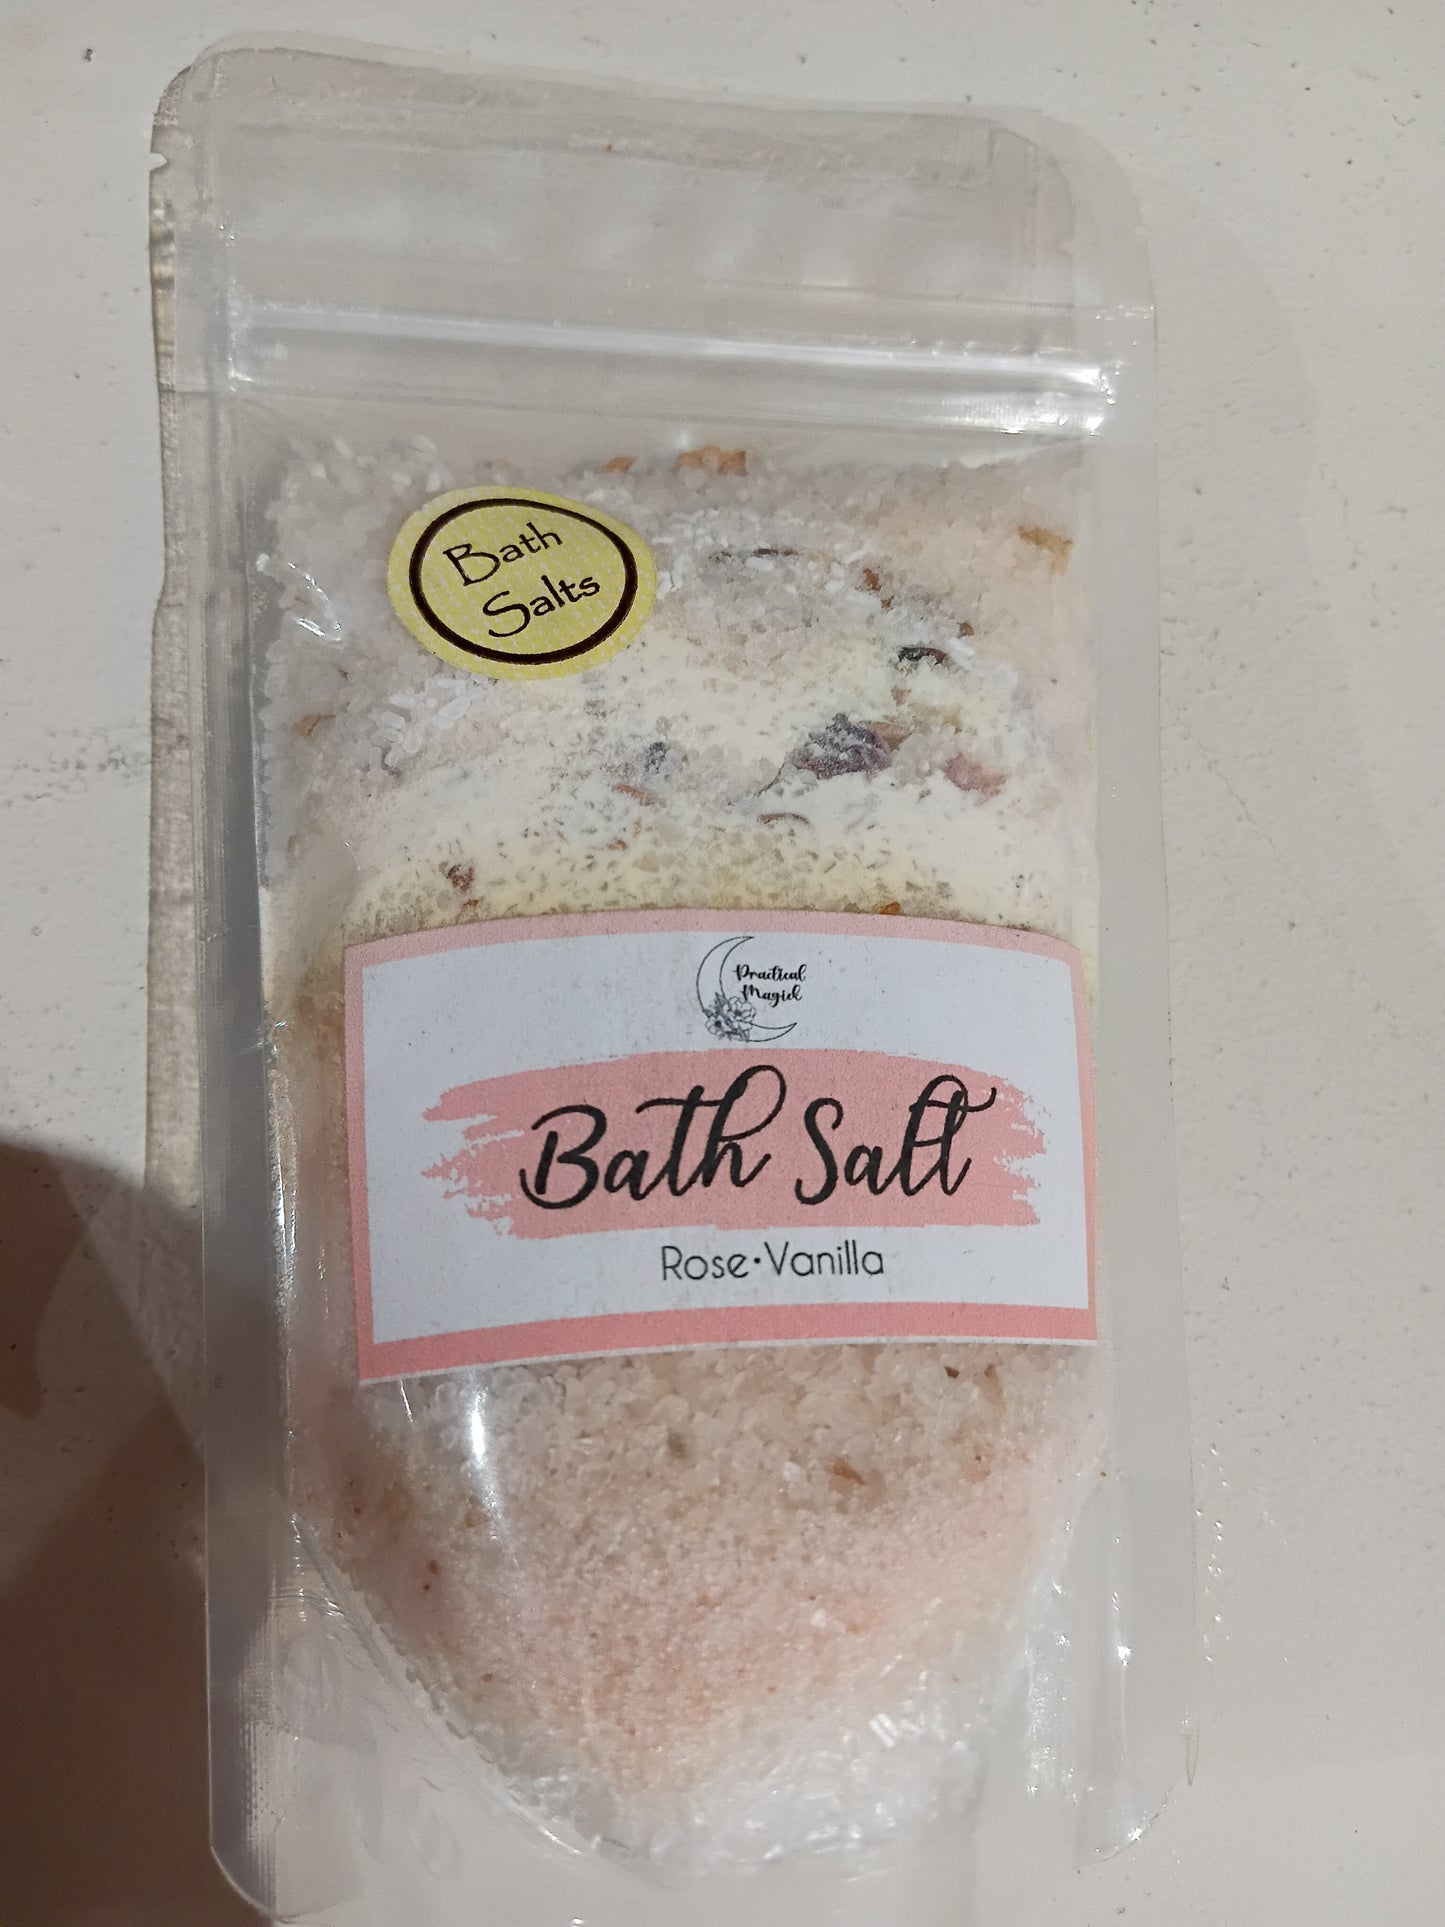 Bath
Salts
Practical
Magick
Bath Salt
Rose•Vanilla